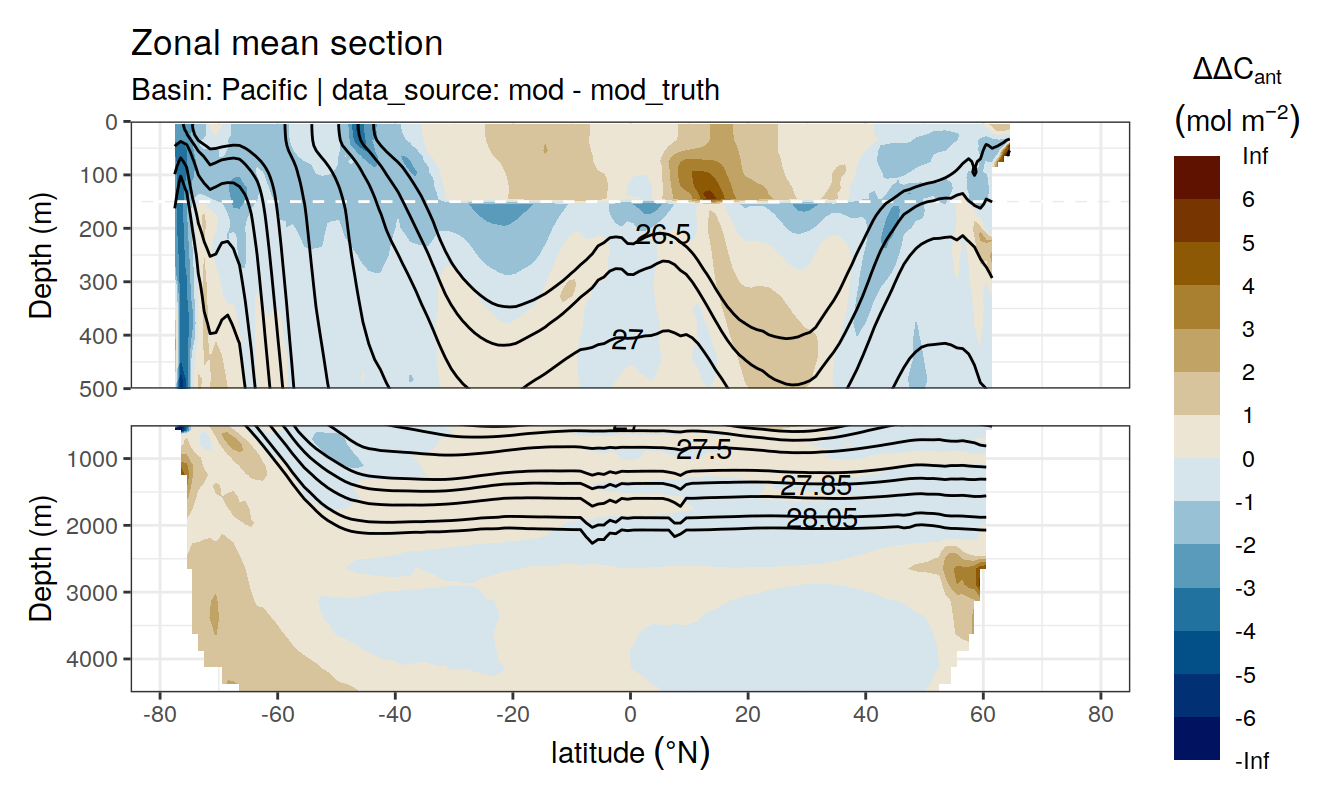 Zonal mean section
Basin: Pacific | data_source: mod - mod_truth
ΔΔCant
(mol m⁻²)
Inf
6
5
4
3
2
1
0
-1
-2
-3
-4
-5
-6
-Inf
Depth (m)
0
100
200
300
400
500
26.5
27
Depth (m)
1000
2000
3000
4000
27
27.5
27.85
28.05
-80 -60 -40 -20 0 20 40 60 80
latitude (°N)